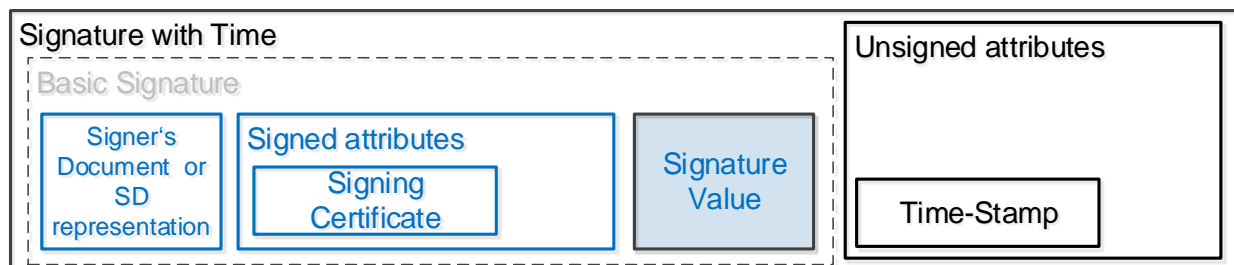 Signature with Time
Basic Signature
Signer‘s
Document or
SD
representation
Signed attributes
Signing
Certificate
Signature
Value
Unsigned attributes
Time-Stamp